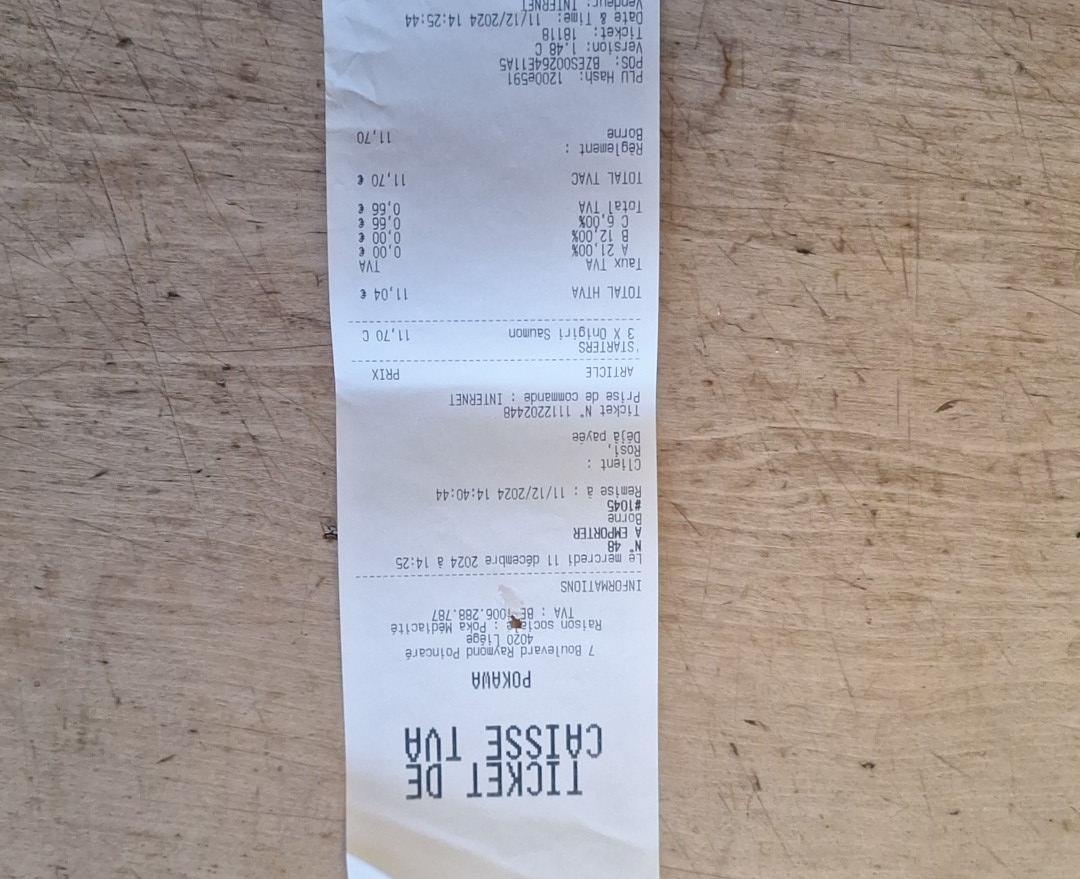 TICKET DE
CAISSE TVA
POKAWA
7 Boulevard Raymond Poincaré
4020 Liège
Raison sociale : Poka Médiacité
TVA : BE 006.288.787
INFORMATIONS
Le mercredi 11 décembre 2024 à 14:25
N° 48
A EMPORTER
Borne
#1045
Remise à : 11/12/2024 14:40:44
Client :
Rosi,
Déjà payée
Ticket N° 1112202448
Prise de commande : INTERNET
ARTICLE PRIX
'STARTERS
3 X Onigiri Saumon 11,70 C
TOTAL HTVA 11,04 €
Taux TVA TVA
A 21,00% 0,00 €
B 12,00% 0,00 €
C 6,00% 0,66 €
Total TVA 0,66 €
TOTAL TVAC 11,70 €
Règlement :
Borne 11,70
PLU Hash: 1200e591
POS: BZES00264E11A5
Version: 1.48 C
Ticket: 18118
Date & Time: 11/12/2024 14:25:44
Vendeur: INTERNET